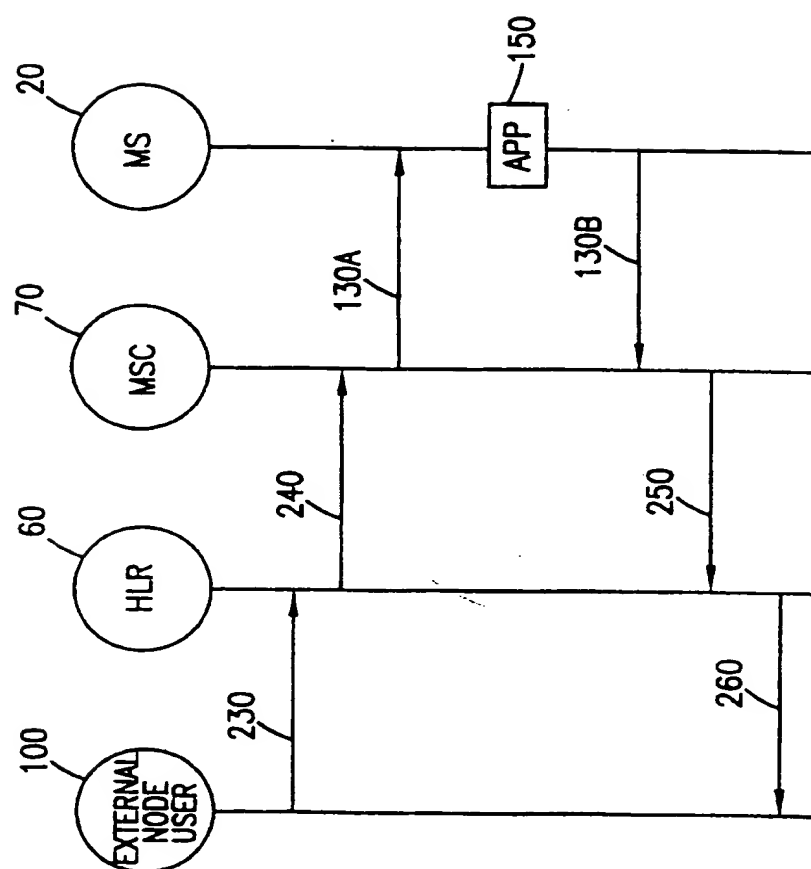 100
EXTERNAL
NODE
USER
60
HLR
70
MSC
20
MS
230
240
130A
150
APP
130B
250
260